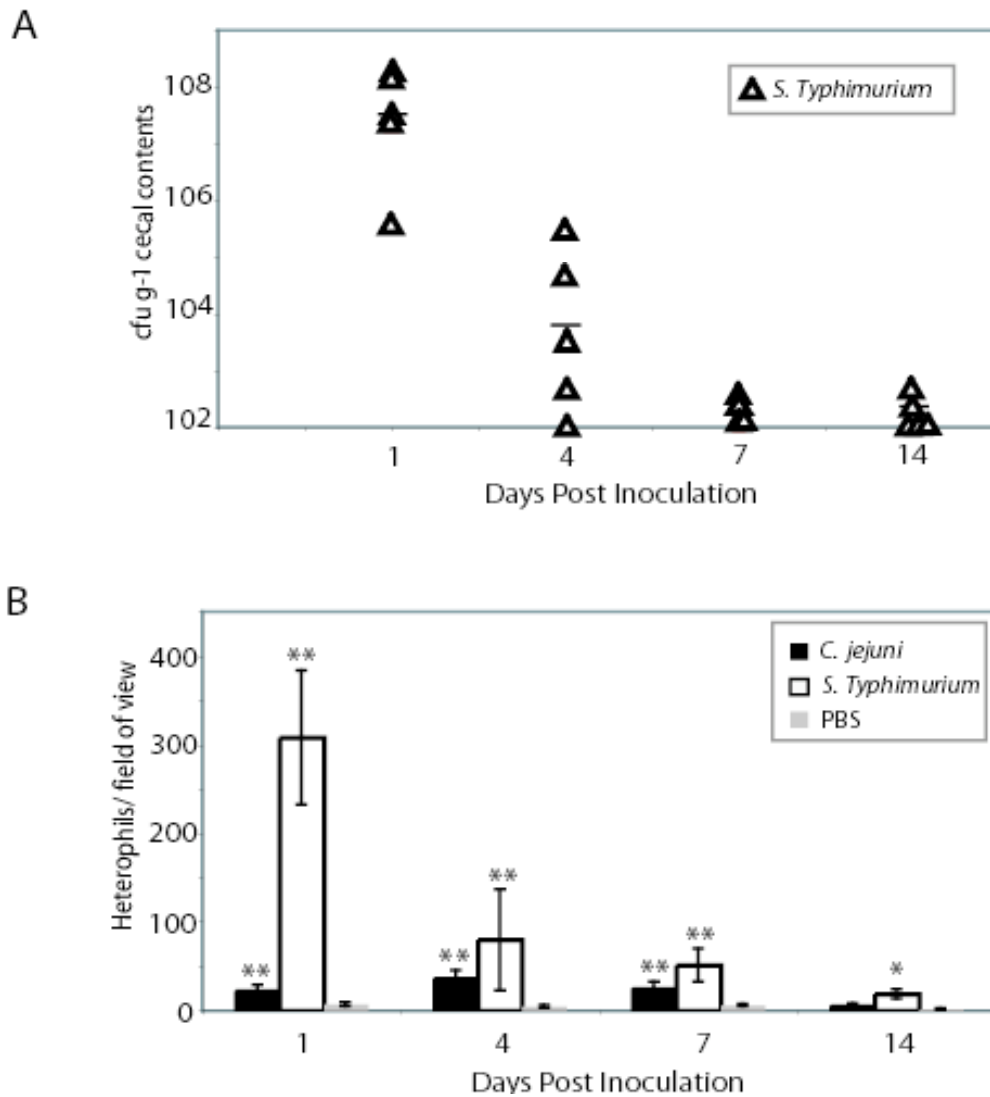 A
108
106
104
102
cfu g-1 cecal contents
S. Typhimurium
1 4 7 14
Days Post Inoculation
B
400
300
200
100
0
Heterophils/ field of view
C. jejuni
S. Typhimurium
PBS
** ** ** ** ** ** *
1 4 7 14
Days Post Inoculation